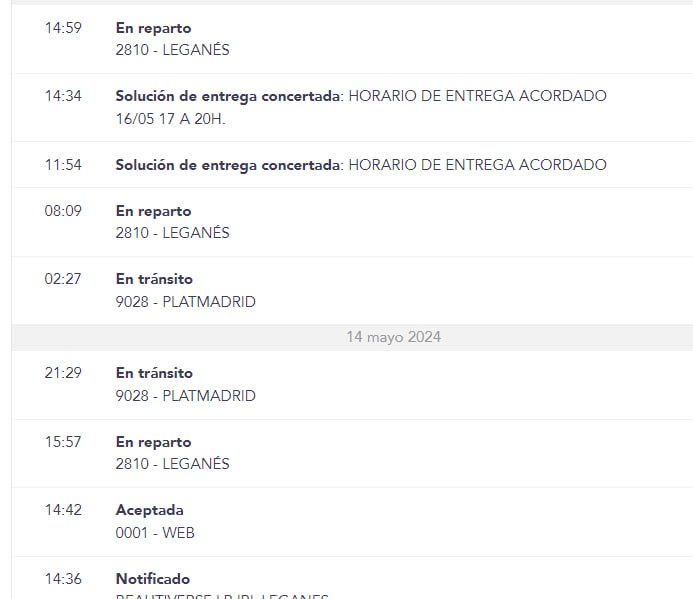 14:59 En reparto
2810 - LEGANÉS
14:34 Solución de entrega concertada: HORARIO DE ENTREGA ACORDADO
16/05 17 A 20H.
11:54 Solución de entrega concertada: HORARIO DE ENTREGA ACORDADO
08:09 En reparto
2810 - LEGANÉS
02:27 En tránsito
9028 - PLATMADRID
14 mayo 2024
21:29 En tránsito
9028 - PLATMADRID
15:57 En reparto
2810 - LEGANÉS
14:42 Aceptada
0001 - WEB
14:36 Notificado